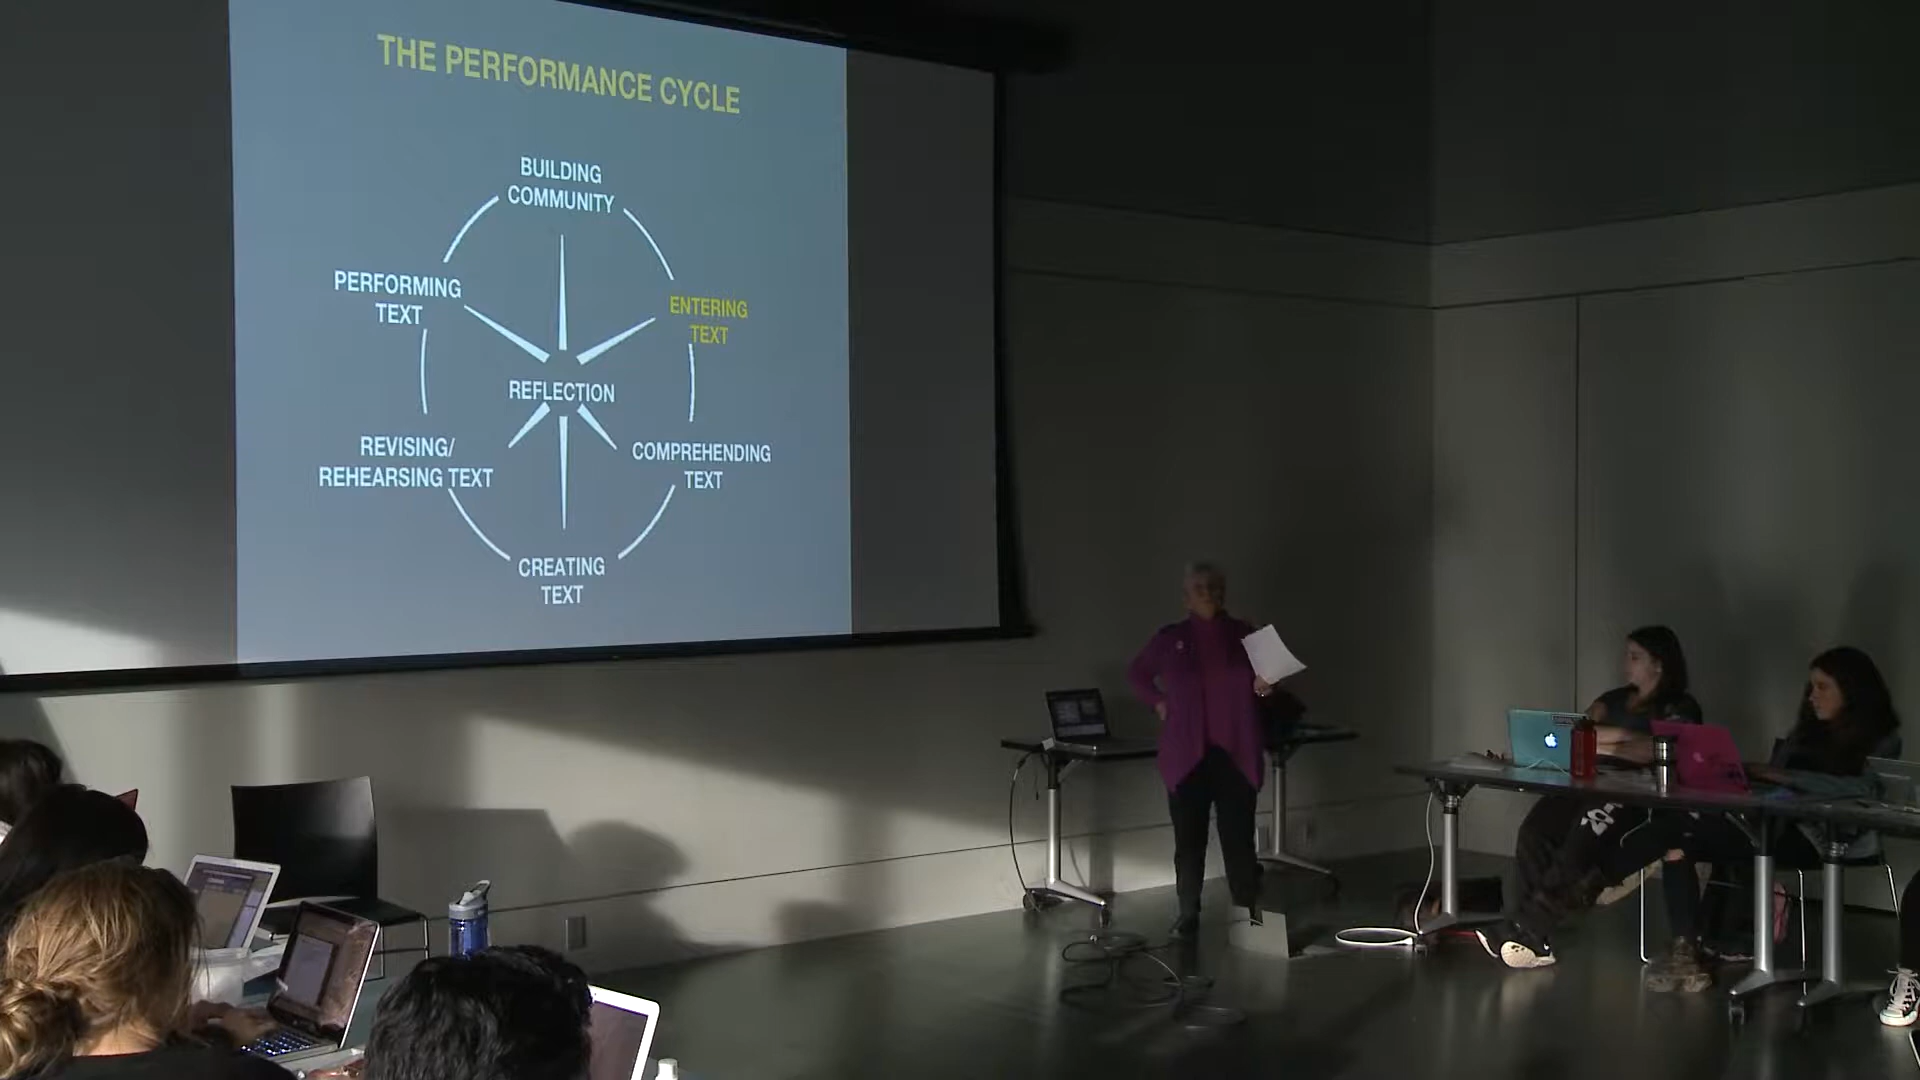 THE PERFORMANCE CYCLE
BUILDING
COMMUNITY
ENTERING
TEXT
COMPREHENDING
TEXT
CREATING
TEXT
REVISING/
REHEARSING TEXT
PERFORMING
TEXT
REFLECTION